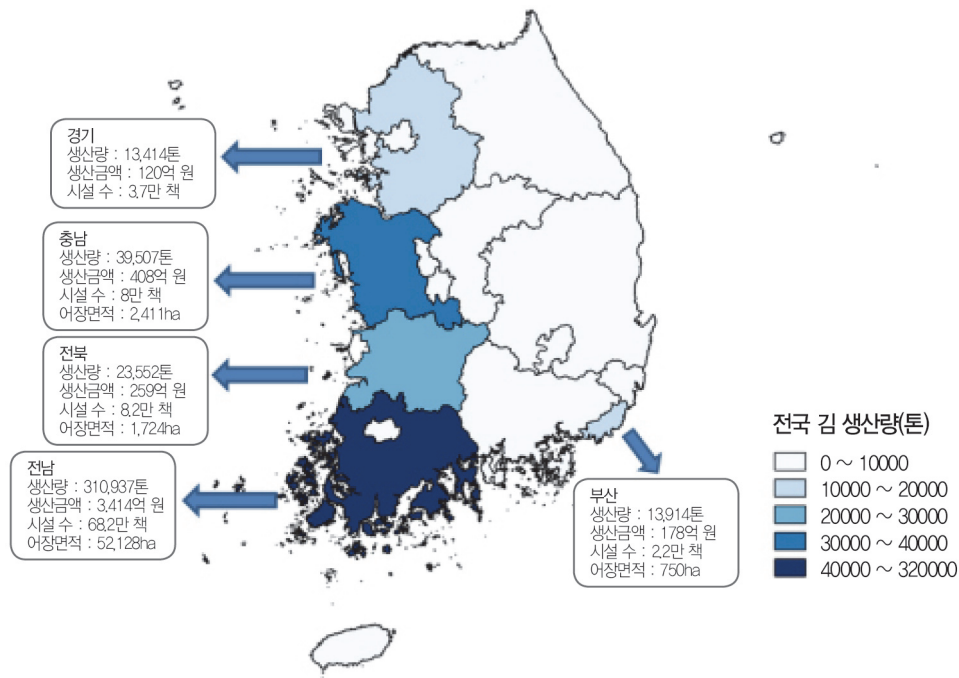 경기
생산량 : 13,414톤
생산금액 : 120억 원
시설 수 : 3.7만 책
충남
생산량 : 39,507톤
생산금액 : 408억 원
시설 수 : 8만 책
어장면적 : 2,411ha
전북
생산량 : 23,552톤
생산금액 : 259억 원
시설 수 : 8.2만 책
어장면적 : 1,724ha
전남
생산량 : 310,937톤
생산금액 : 3,414억 원
시설 수 : 68.2만 책
어장면적 : 52,128ha
부산
생산량 : 13,914톤
생산금액 : 178억 원
시설 수 : 2.2만 책
어장면적 : 750ha
전국 김 생산량(톤)
0 ~ 10000
10000 ~ 20000
20000 ~ 30000
30000 ~ 40000
40000 ~ 320000